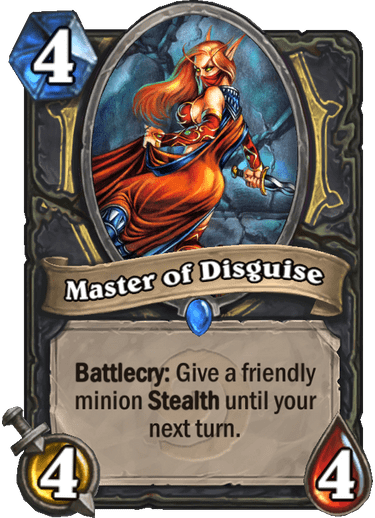 4
Master of Disguise
Battlecry: Give a friendly
minion Stealth until your
next turn.
4
4